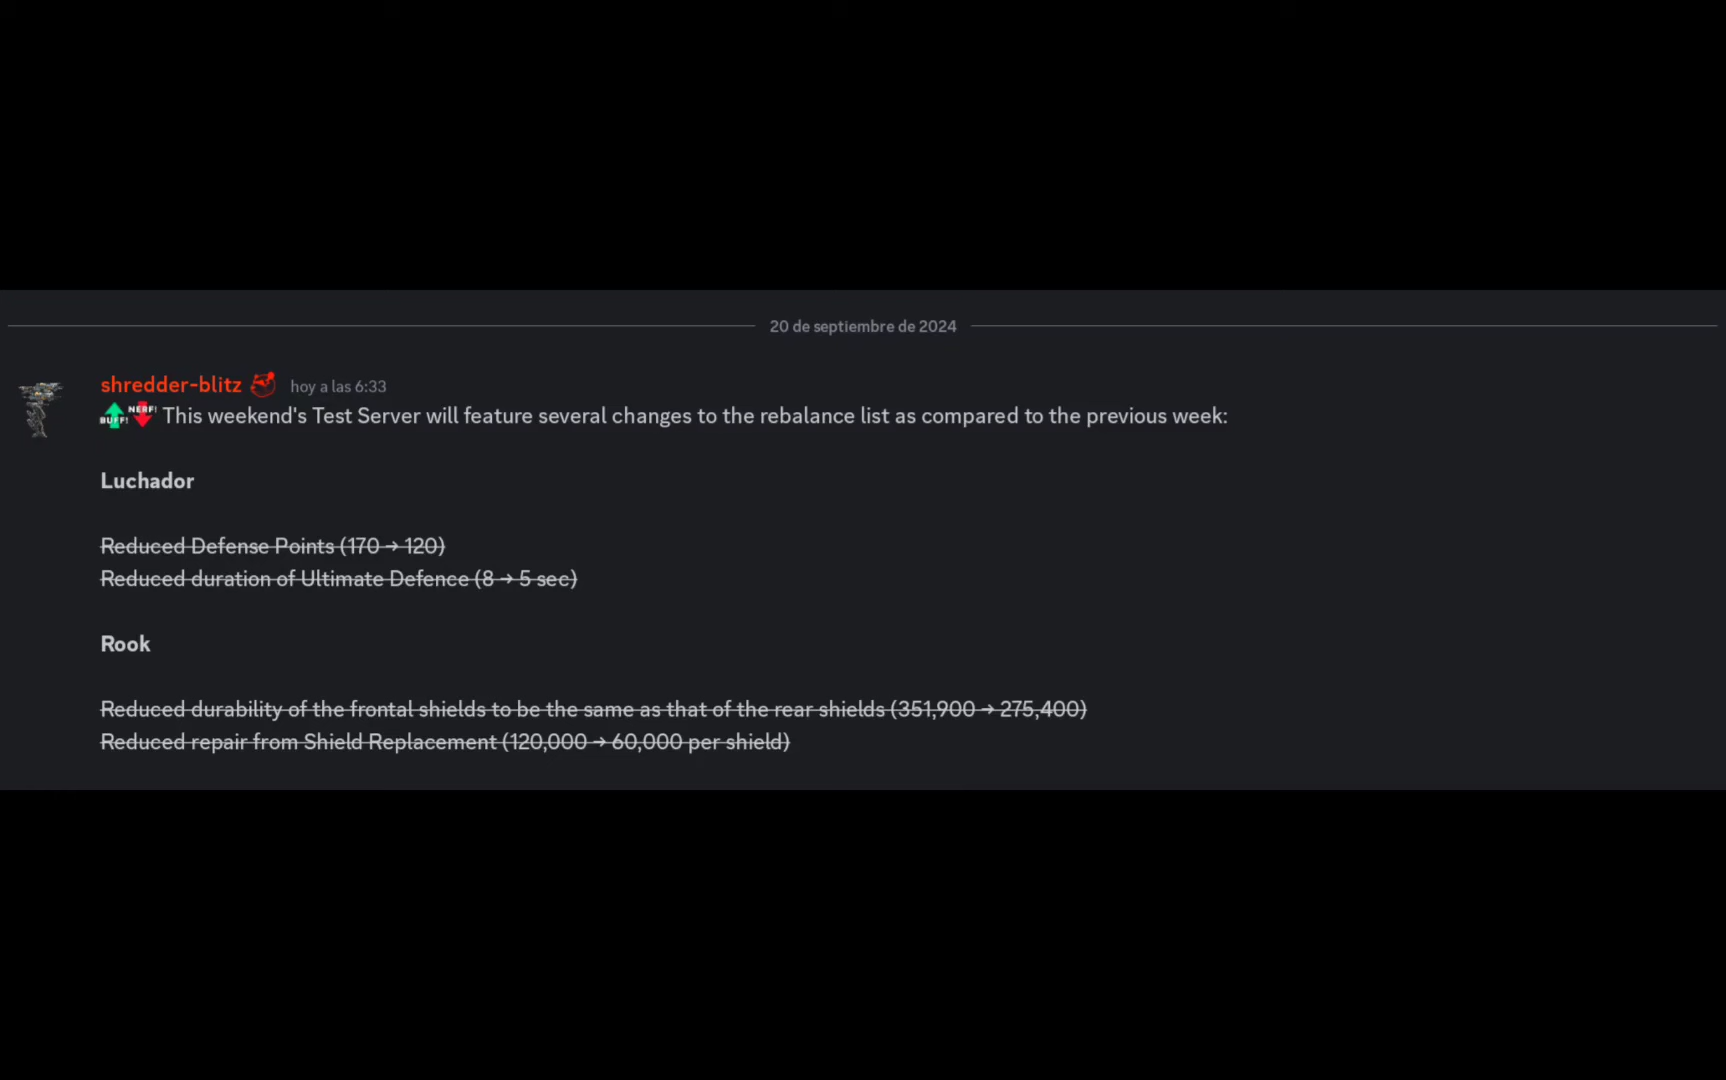 20 de septiembre de 2024
shredder-blitz hoy a las 6:33
BUFF! NERF! This weekend's Test Server will feature several changes to the rebalance list as compared to the previous week:
Luchador
Reduced Defense Points (170 → 120)
Reduced duration of Ultimate Defence (8 → 5 sec)
Rook
Reduced durability of the frontal shields to be the same as that of the rear shields (351,900 → 275,400)
Reduced repair from Shield Replacement (120,000 → 60,000 per shield)